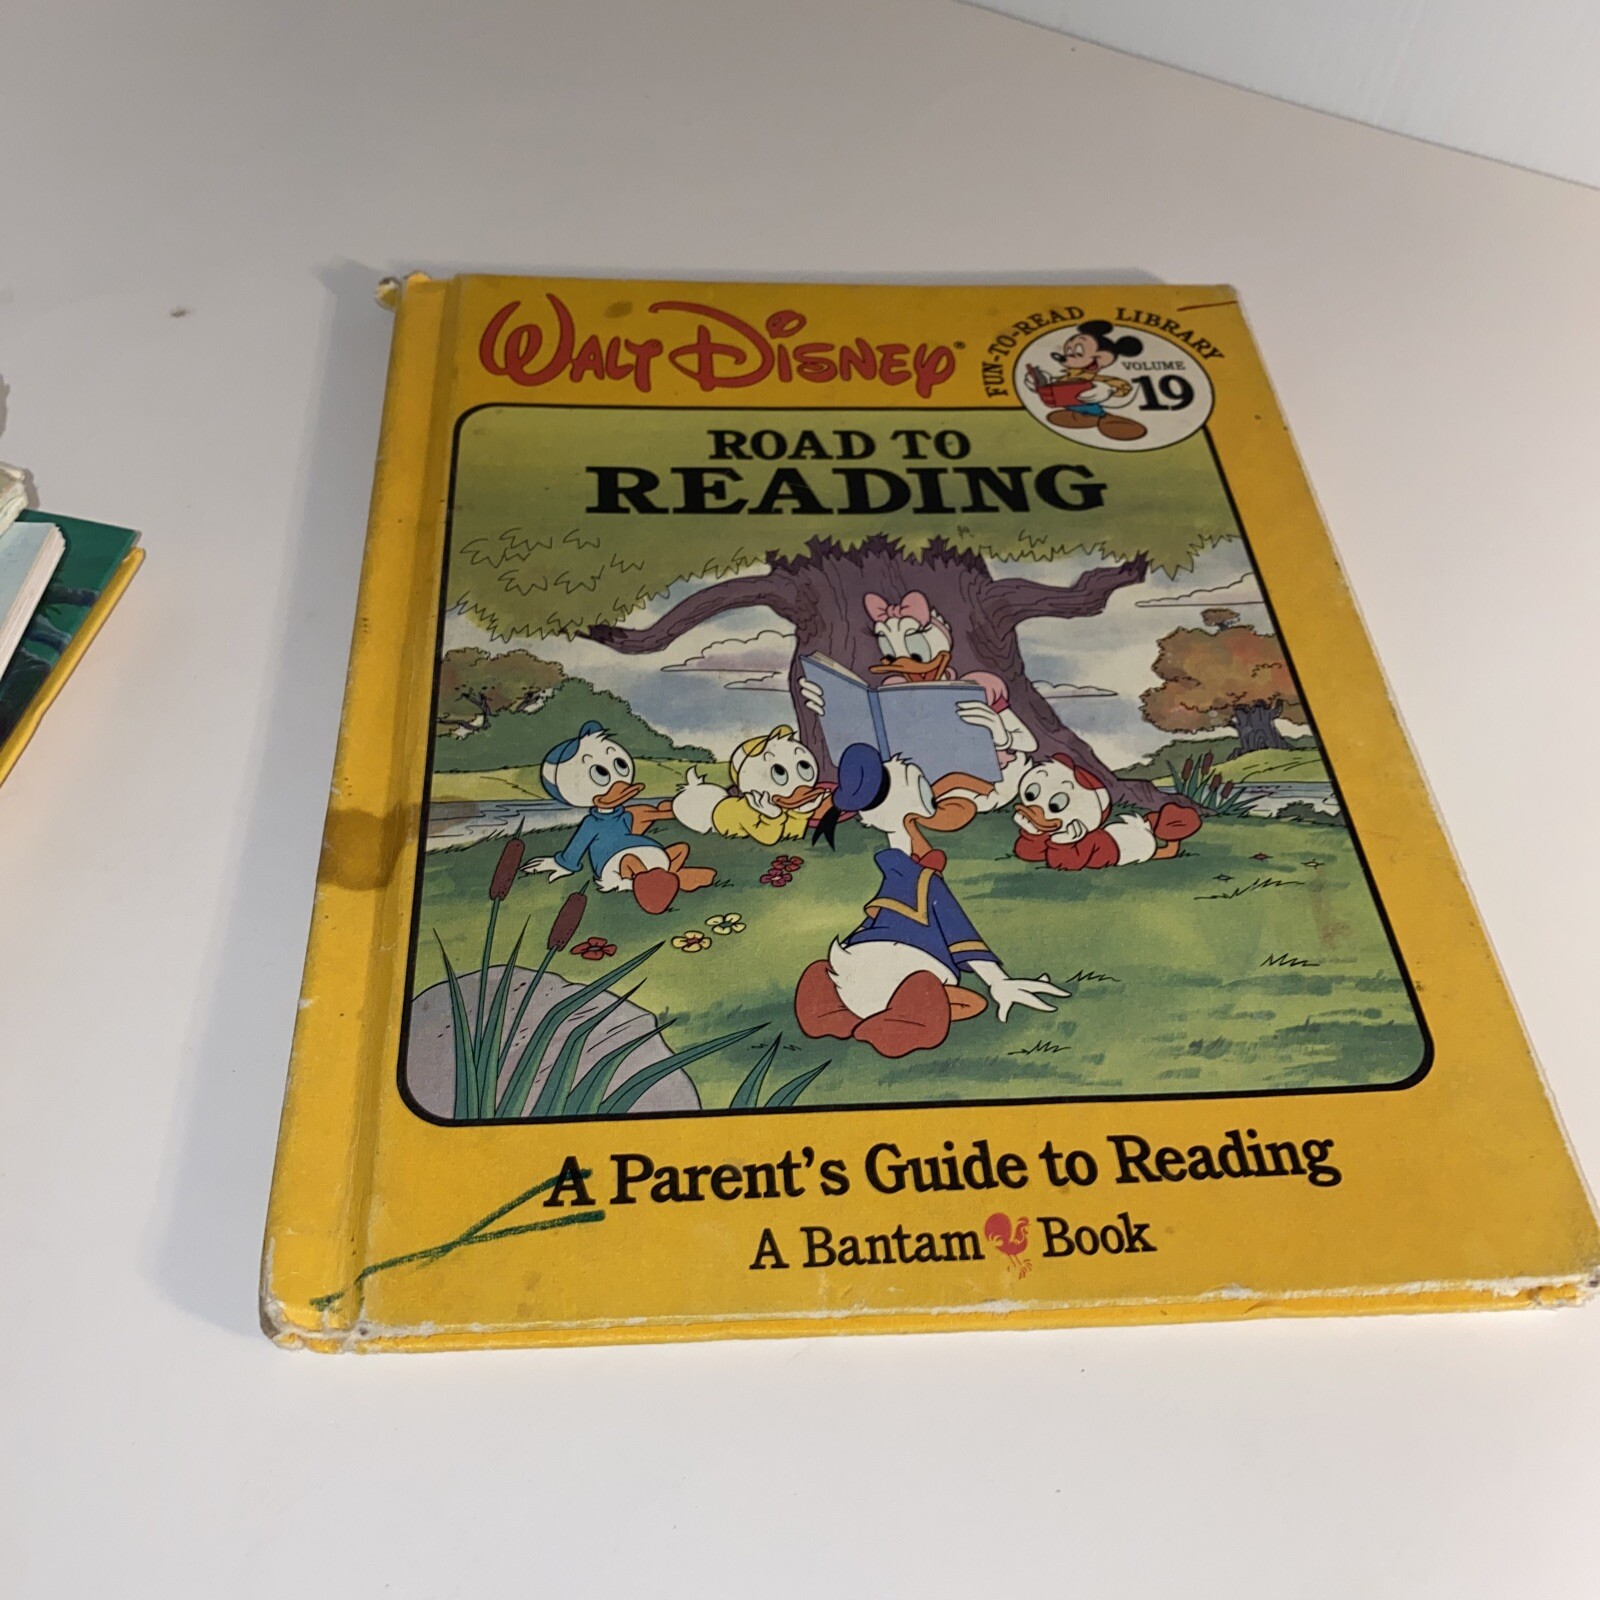 WALT DISNEY®
FUN-TO-READ LIBRARY
VOLUME
19
ROAD TO
READING
A Parent's Guide to Reading
A Bantam Book